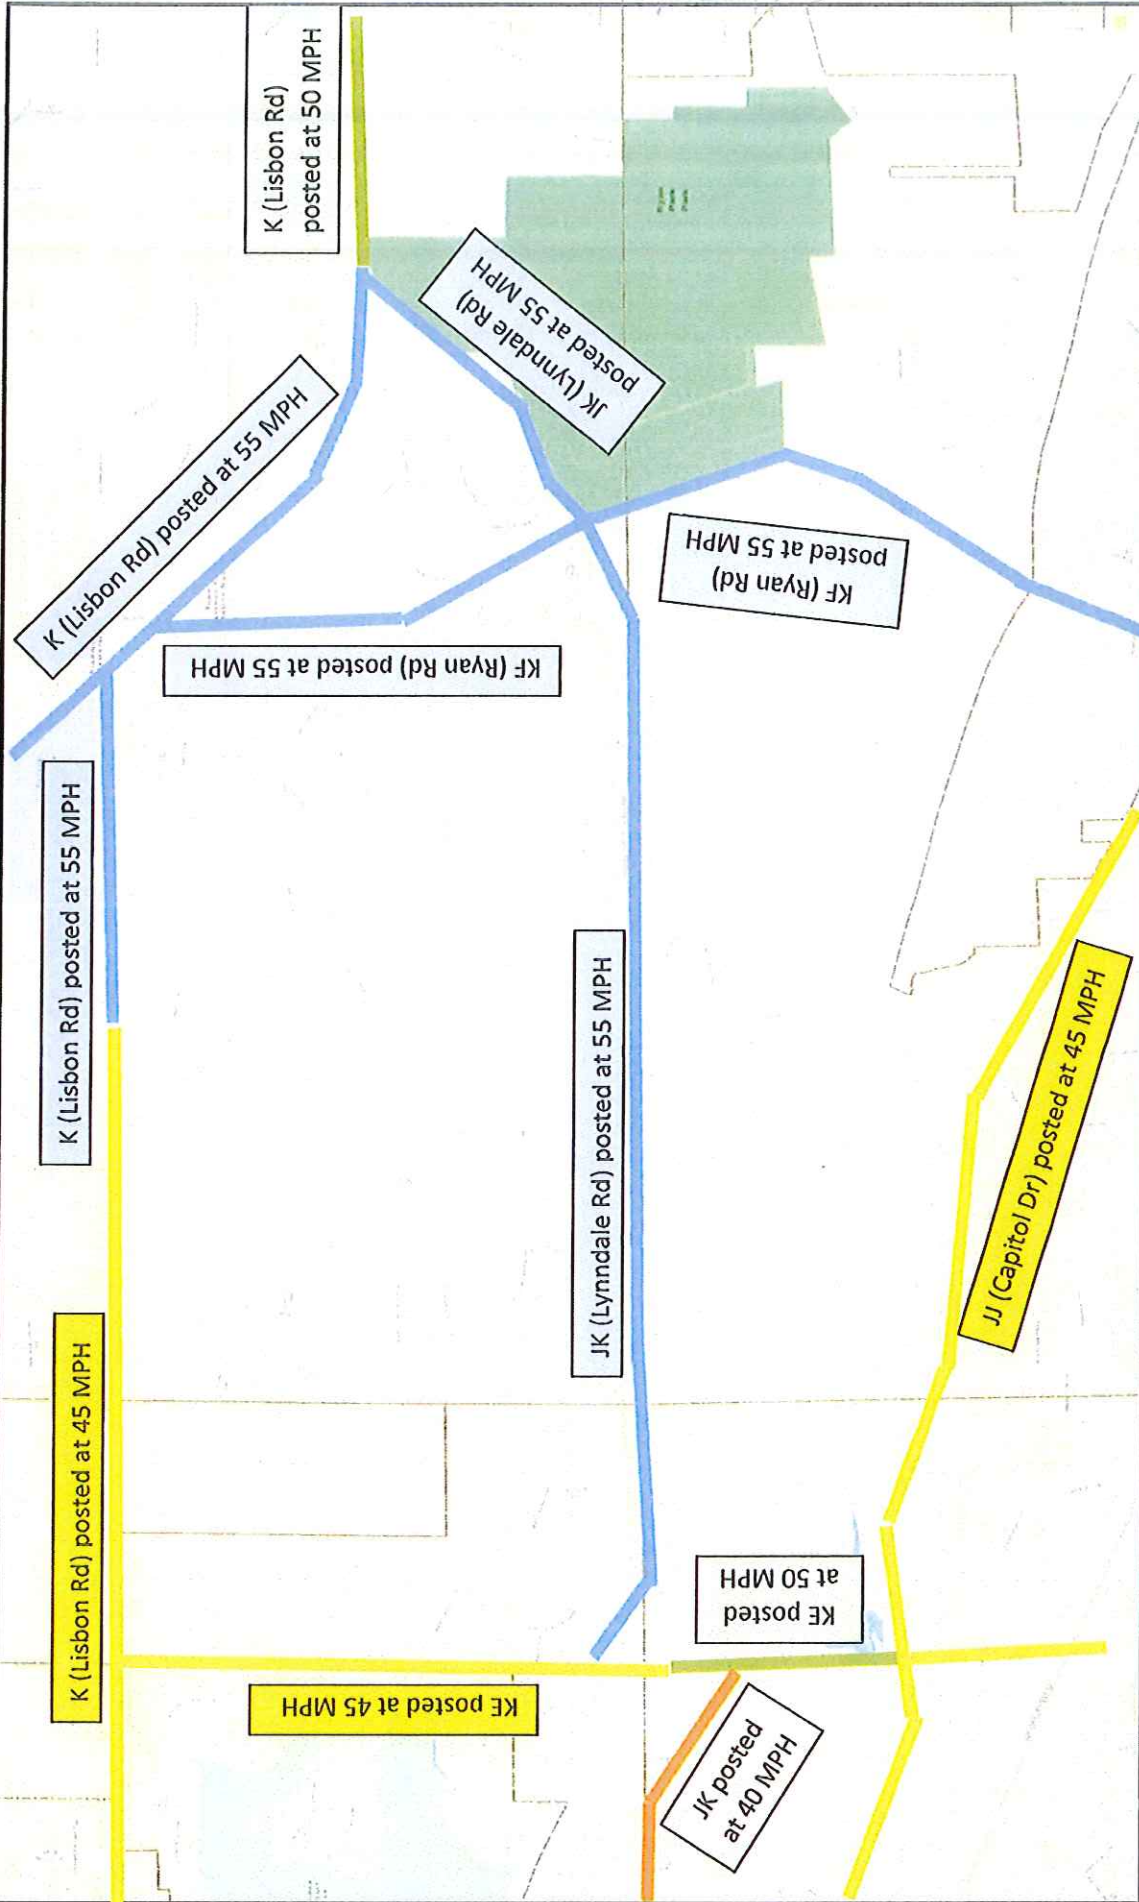 K (Lisbon Rd) posted at 45 MPH
K (Lisbon Rd) posted at 55 MPH
K (Lisbon Rd) posted at 55 MPH
K (Lisbon Rd)
posted at 50 MPH
KE posted at 45 MPH
KF (Ryan Rd) posted at 55 MPH
JK (Lynndale Rd)
posted at 55 MPH
JK (Lynndale Rd) posted at 55 MPH
KF (Ryan Rd)
posted at 55 MPH
KE posted
at 50 MPH
JK posted
at 40 MPH
JJ (Capitol Dr) posted at 45 MPH